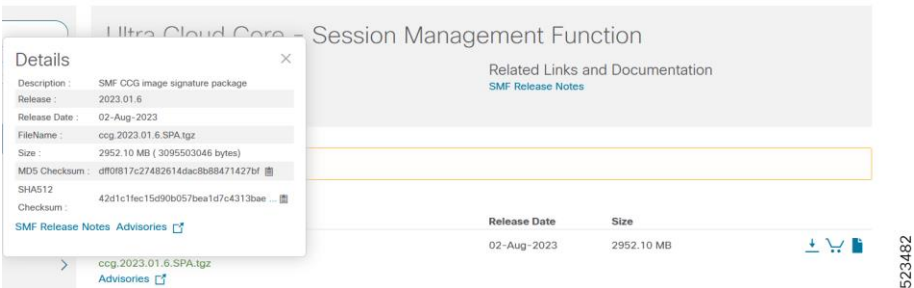 Ultra Cloud Core - Session Management Function
Details
Description : SMF CCG image signature package
Release : 2023.01.6
Release Date : 02-Aug-2023
FileName : ccg.2023.01.6.SPA.tgz
Size : 2952.10 MB ( 3095503046 bytes)
MD5 Checksum : dff0f817c27482614dac8b88471427bf
SHA512
Checksum :
42d1c1fec15d90b057bea1d7c4313bae ...
SMF Release Notes Advisories
Related Links and Documentation
SMF Release Notes
Release Date Size
02-Aug-2023 2952.10 MB
ccg.2023.01.6.SPA.tgz
Advisories
523482